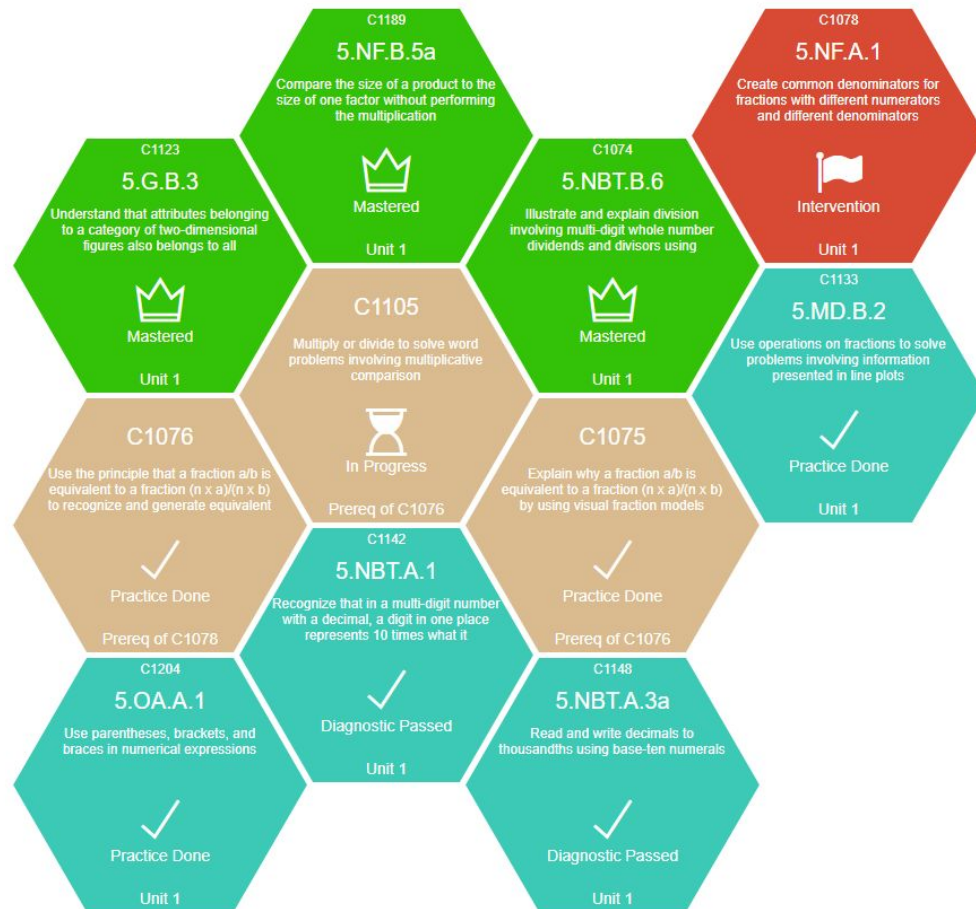 C1189
5.NF.B.5a
Compare the size of a product to the
size of one factor without performing
the multiplication
Mastered
Unit 1
C1078
5.NF.A.1
Create common denominators for
fractions with different numerators
and different denominators
Intervention
Unit 1
C1123
5.G.B.3
Understand that attributes belonging
to a category of two-dimensional
figures also belongs to all
Mastered
Unit 1
C1074
5.NBT.B.6
Illustrate and explain division
involving multi-digit whole number
dividends and divisors using
Mastered
Unit 1
C1105
Multiply or divide to solve word
problems involving multiplicative
comparison
In Progress
Prereq of C1076
C1133
5.MD.B.2
Use operations on fractions to solve
problems involving information
presented in line plots
Practice Done
Unit 1
C1076
Use the principle that a fraction a/b is
equivalent to a fraction (n x a)/(n x b)
to recognize and generate equivalent
Practice Done
Prereq of C1078
C1075
Explain why a fraction a/b is
equivalent to a fraction (n x a)/(n x b)
by using visual fraction models
Practice Done
Prereq of C1076
C1142
5.NBT.A.1
Recognize that in a multi-digit number
with a decimal, a digit in one place
represents 10 times what it
Diagnostic Passed
Unit 1
C1204
5.OA.A.1
Use parentheses, brackets, and
braces in numerical expressions
Practice Done
Unit 1
C1148
5.NBT.A.3a
Read and write decimals to
thousandths using base-ten numerals
Diagnostic Passed
Unit 1